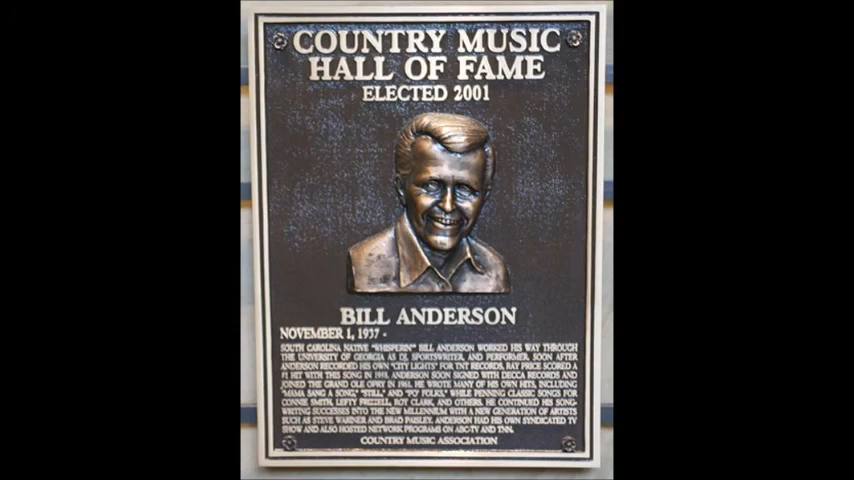 COUNTRY MUSIC
HALL OF FAME
ELECTED 2001
BILL ANDERSON
NOVEMBER 1, 1937 -
SOUTH CAROLINA NATIVE "WHISPERIN'" BILL ANDERSON WORKED HIS WAY THROUGH
THE UNIVERSITY OF GEORGIA AS DJ, SPORTSWRITER, AND PERFORMER. SOON AFTER
ANDERSON RECORDED HIS OWN "CITY LIGHTS" FOR TNT RECORDS, RAY PRICE SCORED A
#1 HIT WITH THIS SONG IN 1958. ANDERSON SOON SIGNED WITH DECCA RECORDS AND
JOINED THE GRAND OLE OPRY IN 1961. HE WROTE MANY OF HIS OWN HITS, INCLUDING
"MAMA SANG A SONG," "STILL," AND "PO' FOLKS," WHILE PENNING CLASSIC SONGS FOR
CONNIE SMITH, LEFTY FRIZZELL, ROY CLARK, AND OTHERS. HE CONTINUED HIS SONG-
WRITING SUCCESSES INTO THE NEW MILLENNIUM WITH A NEW GENERATION OF ARTISTS
SUCH AS STEVE WARINER AND BRAD PAISLEY. ANDERSON HAD HIS OWN SYNDICATED TV
SHOW AND ALSO HOSTED NETWORK PROGRAMS ON ABC-TV AND TNN.
COUNTRY MUSIC ASSOCIATION